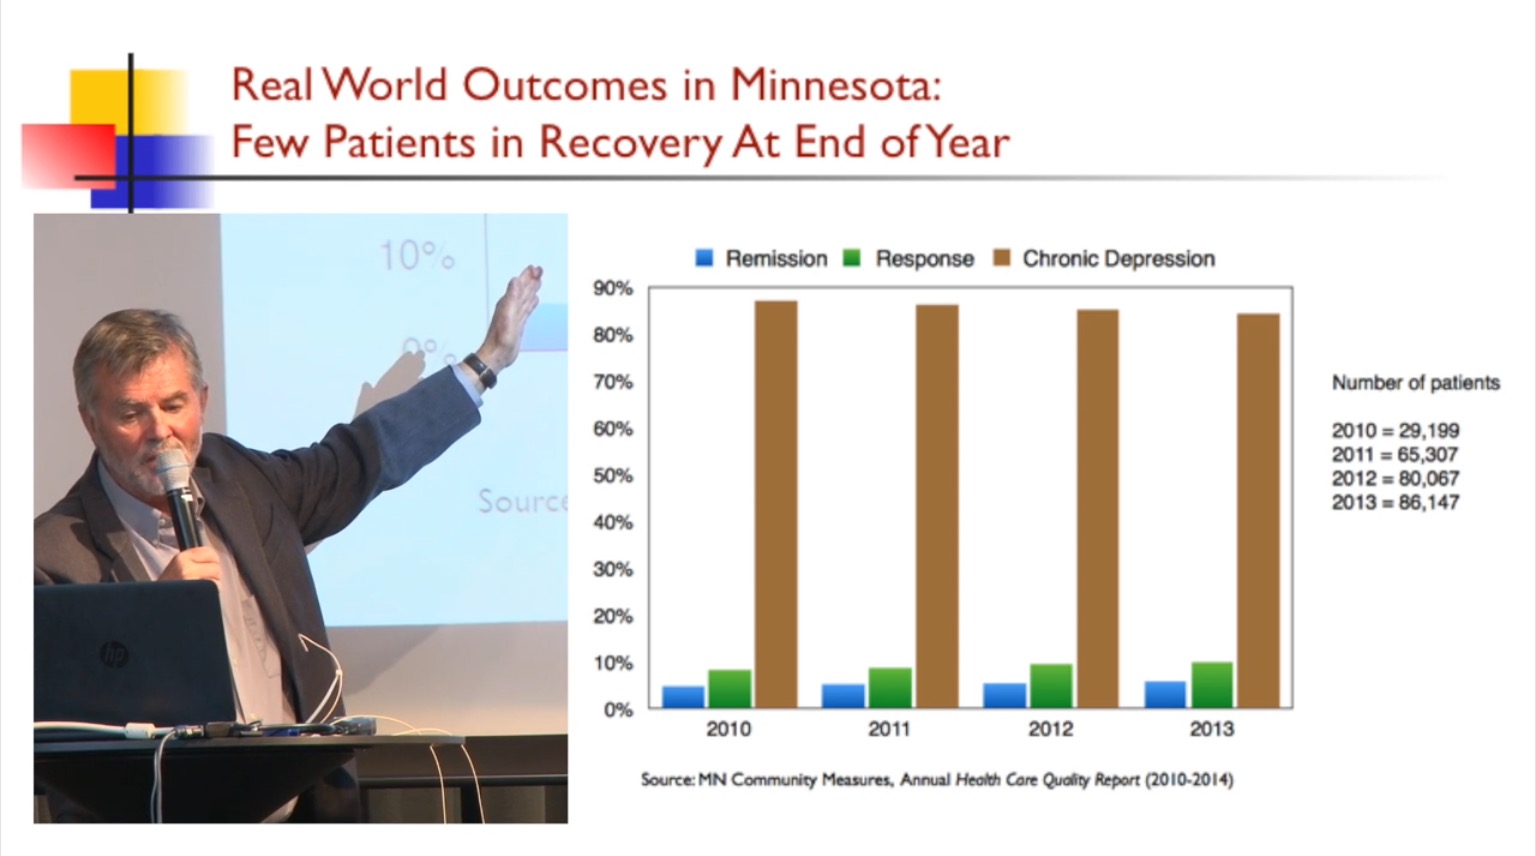 Real World Outcomes in Minnesota:
Few Patients in Recovery At End of Year
10%
0%
Source
hp
Remission Response Chronic Depression
90%
80%
70%
60%
50%
40%
30%
20%
10%
0%
2010 2011 2012 2013
Number of patients
2010 = 29,199
2011 = 65,307
2012 = 80,067
2013 = 86,147
Source: MN Community Measures, Annual Health Care Quality Report (2010-2014)